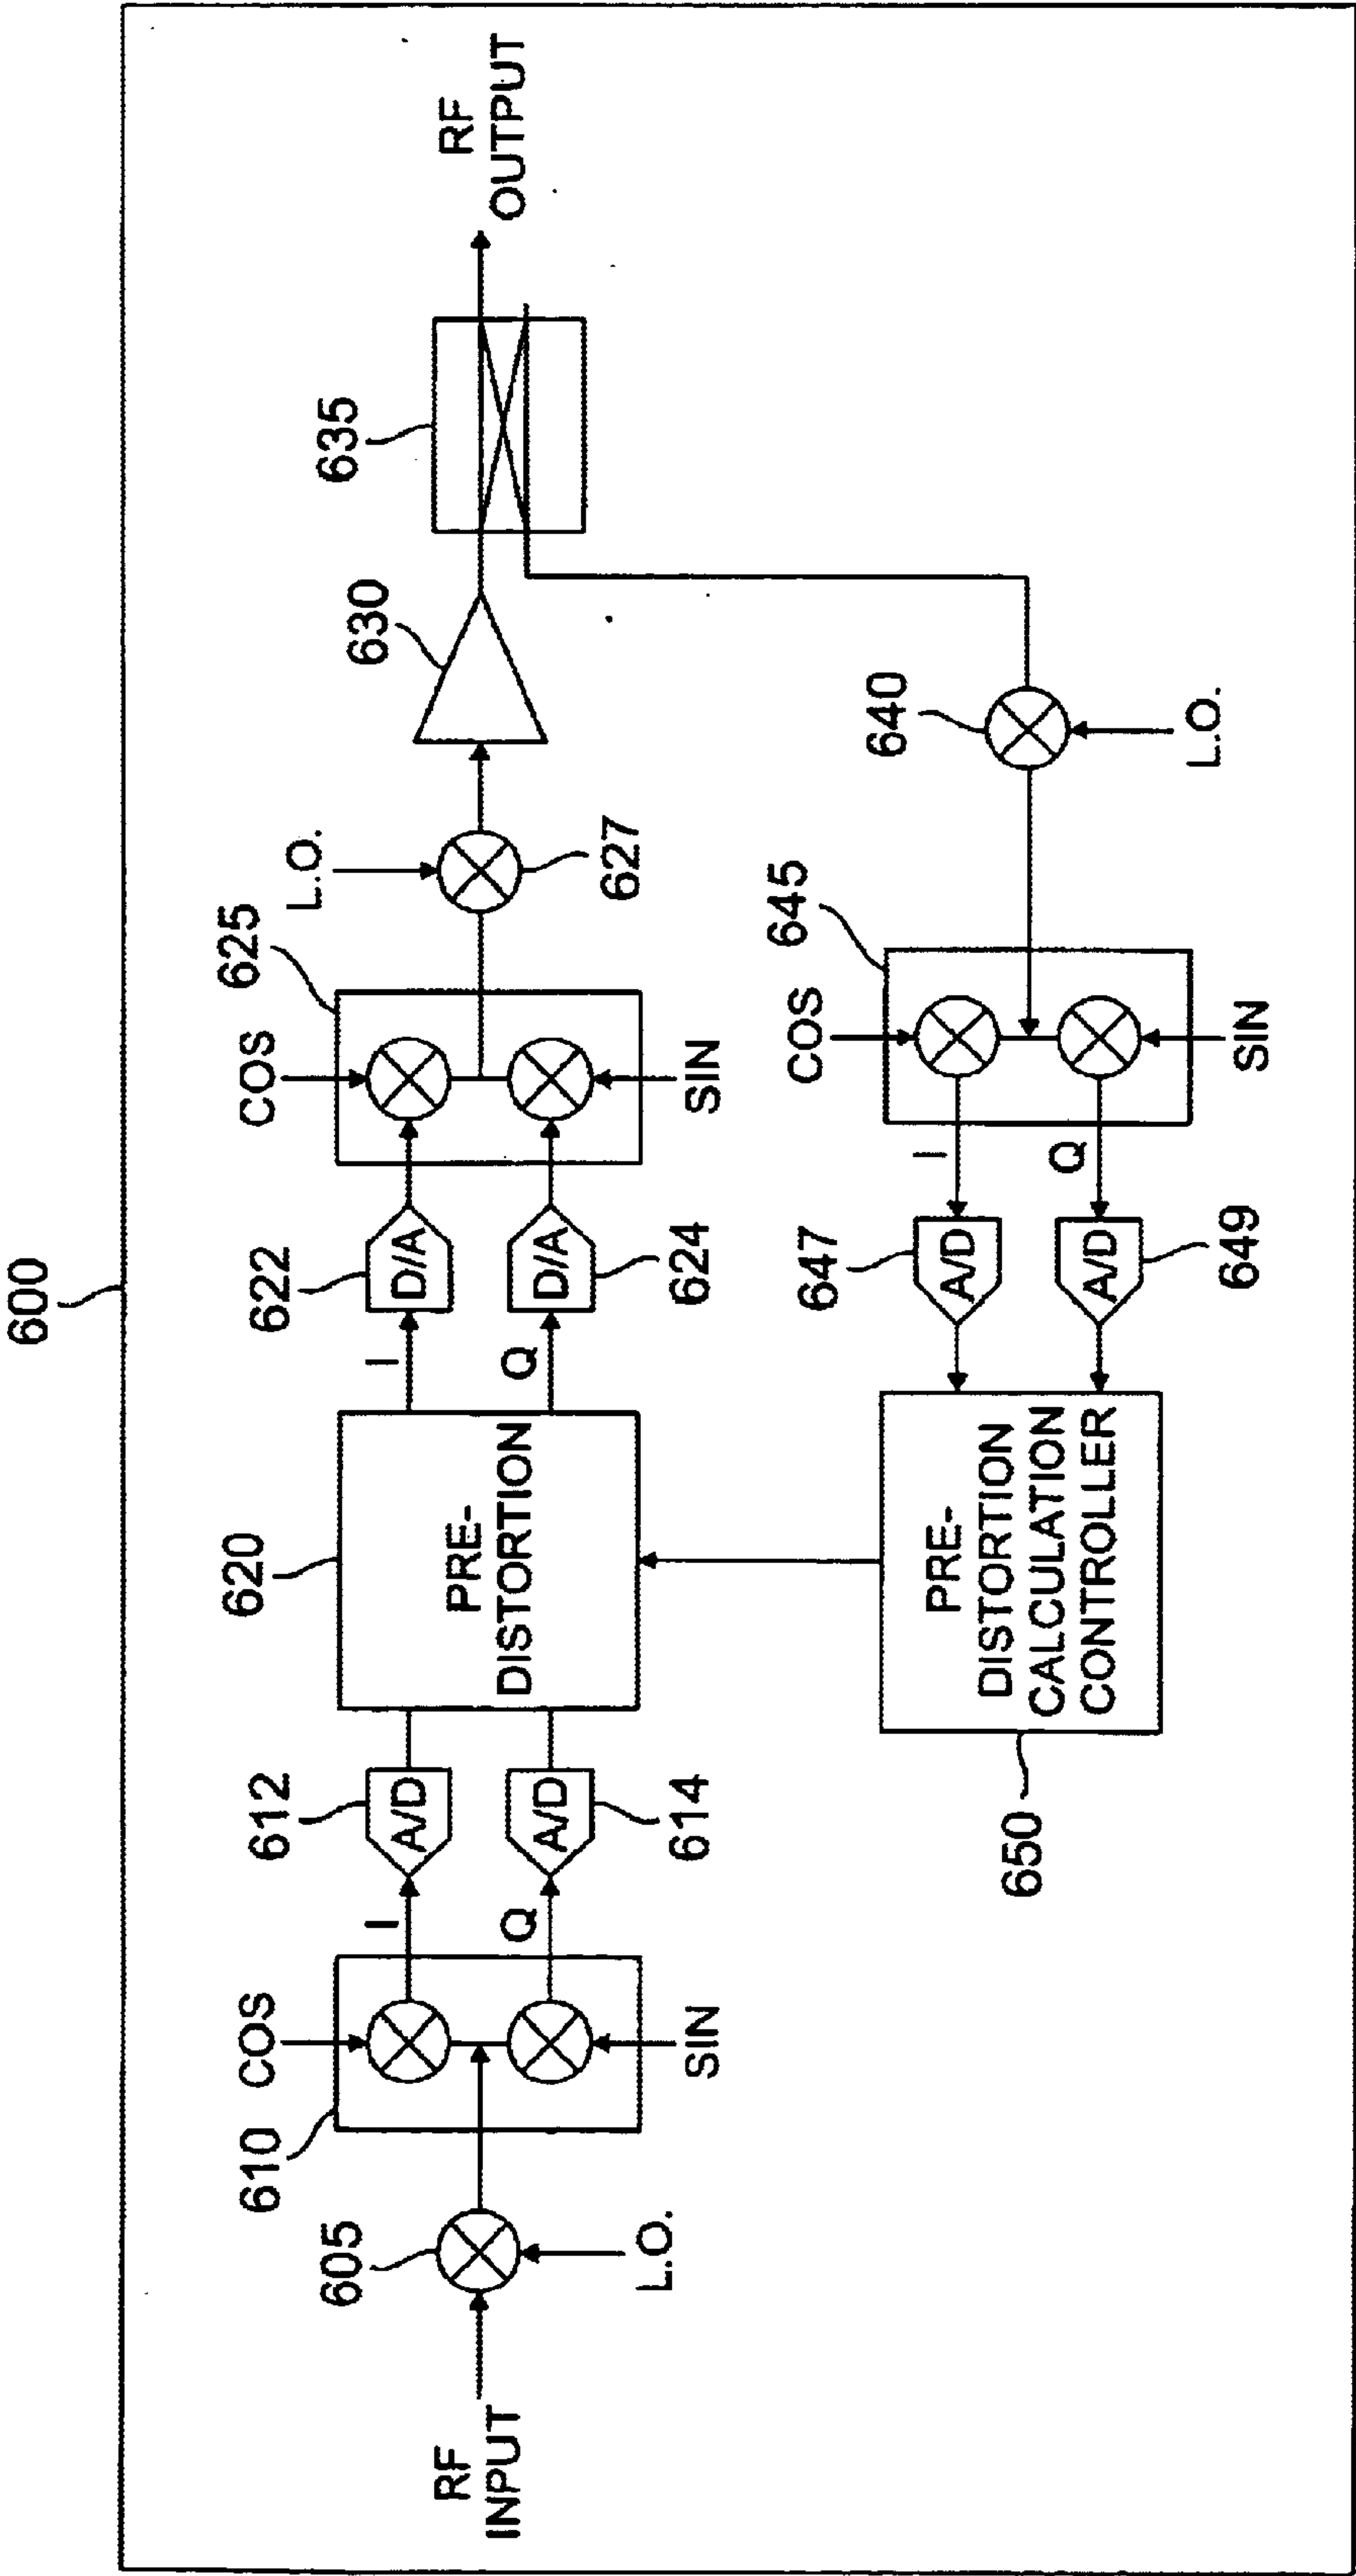 600
RF
INPUT
605
L.O.
610
COS
SIN
I
Q
612
A/D
A/D
614
620
PRE-
DISTORTION
I
Q
622
D/A
D/A
624
625
COS
SIN
L.O.
627
630
635
RF
OUTPUT
640
L.O.
645
COS
SIN
I
Q
647
A/D
A/D
649
PRE-
DISTORTION
CALCULATION
CONTROLLER
650